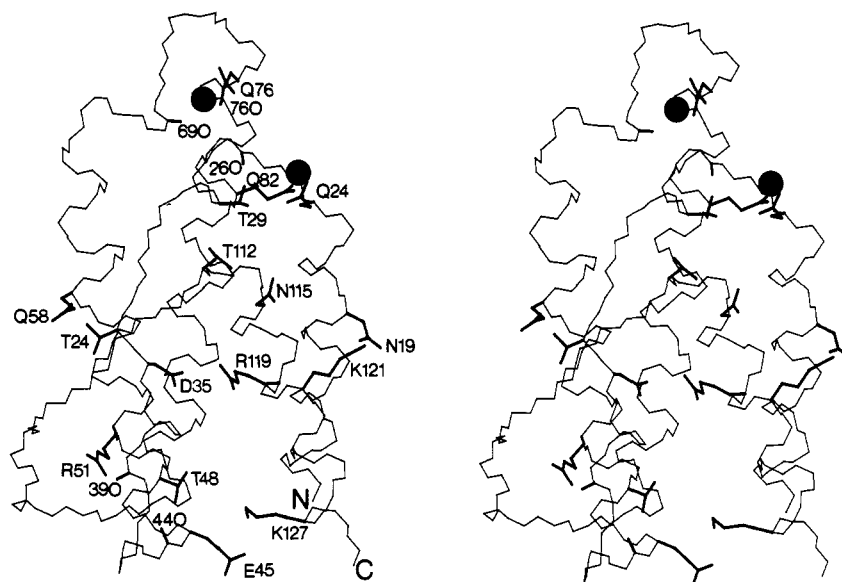 Q76
76O
69O
26O
Q82
Q24
T29
T112
N115
Q58
T24
N19
R119
K121
D35
R51
39O
T48
N
44O
K127
E45
C